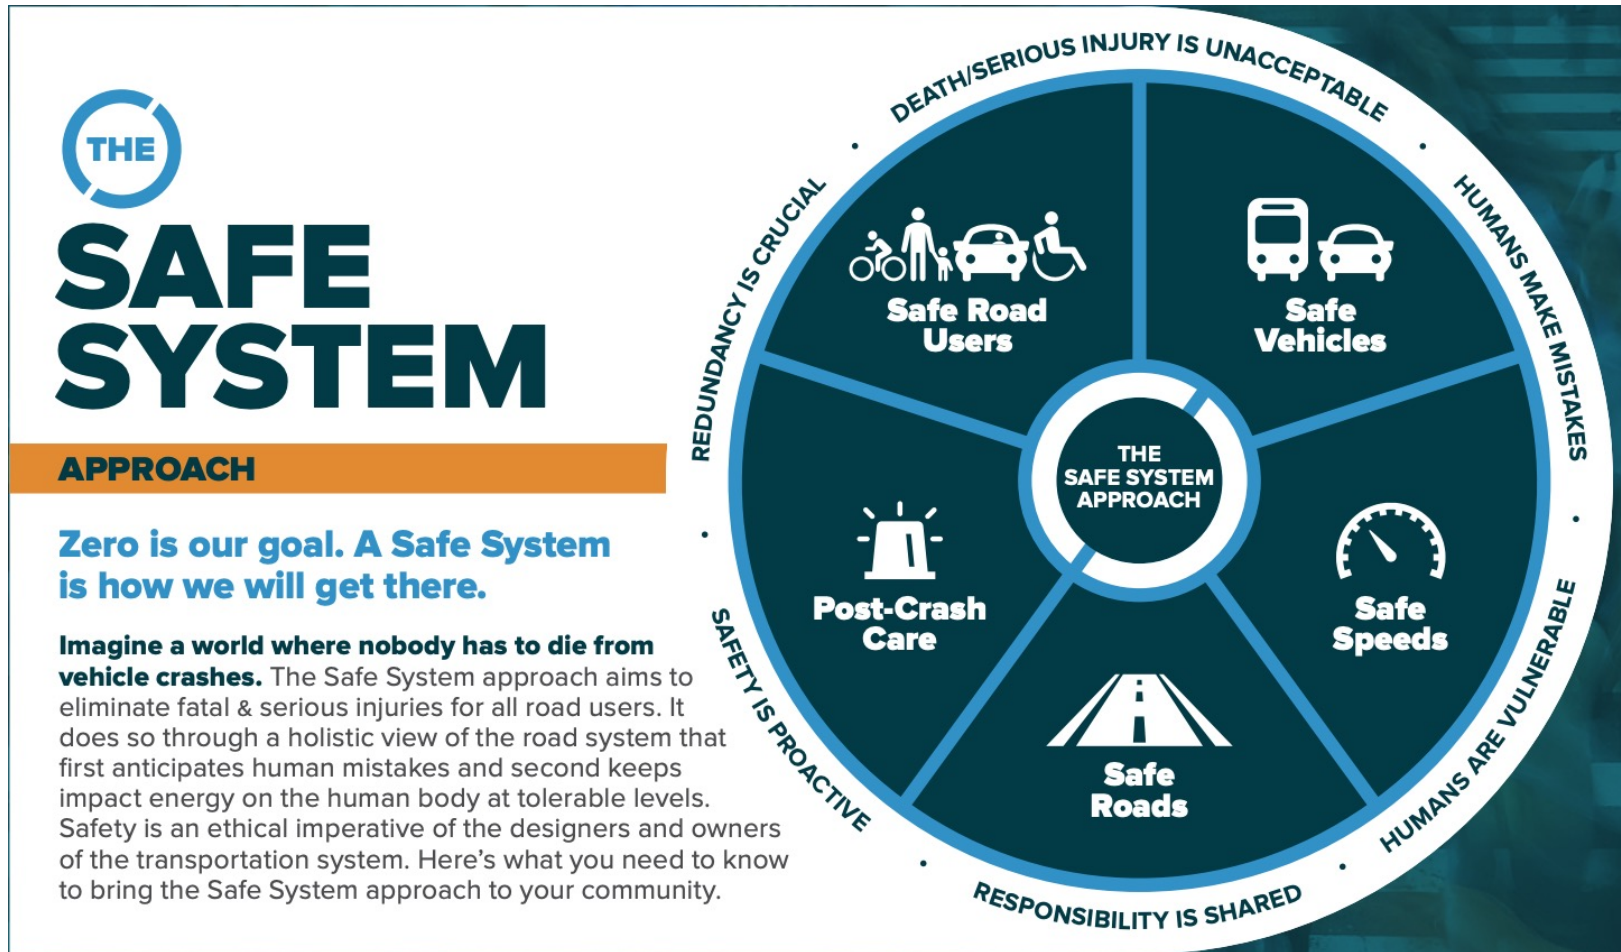 THE
SAFE
SYSTEM
APPROACH
Zero is our goal. A Safe System
is how we will get there.
Imagine a world where nobody has to die from
vehicle crashes. The Safe System approach aims to
eliminate fatal & serious injuries for all road users. It
does so through a holistic view of the road system that
first anticipates human mistakes and second keeps
impact energy on the human body at tolerable levels.
Safety is an ethical imperative of the designers and owners
of the transportation system. Here's what you need to know
to bring the Safe System approach to your community.
DEATH/SERIOUS INJURY IS UNACCEPTABLE
HUMANS MAKE MISTAKES
HUMANS ARE VULNERABLE
RESPONSIBILITY IS SHARED
SAFETY IS PROACTIVE
REDUNDANCY IS CRUCIAL
Safe Road
Users
Safe
Vehicles
Safe
Speeds
Safe
Roads
Post-Crash
Care
THE
SAFE SYSTEM
APPROACH